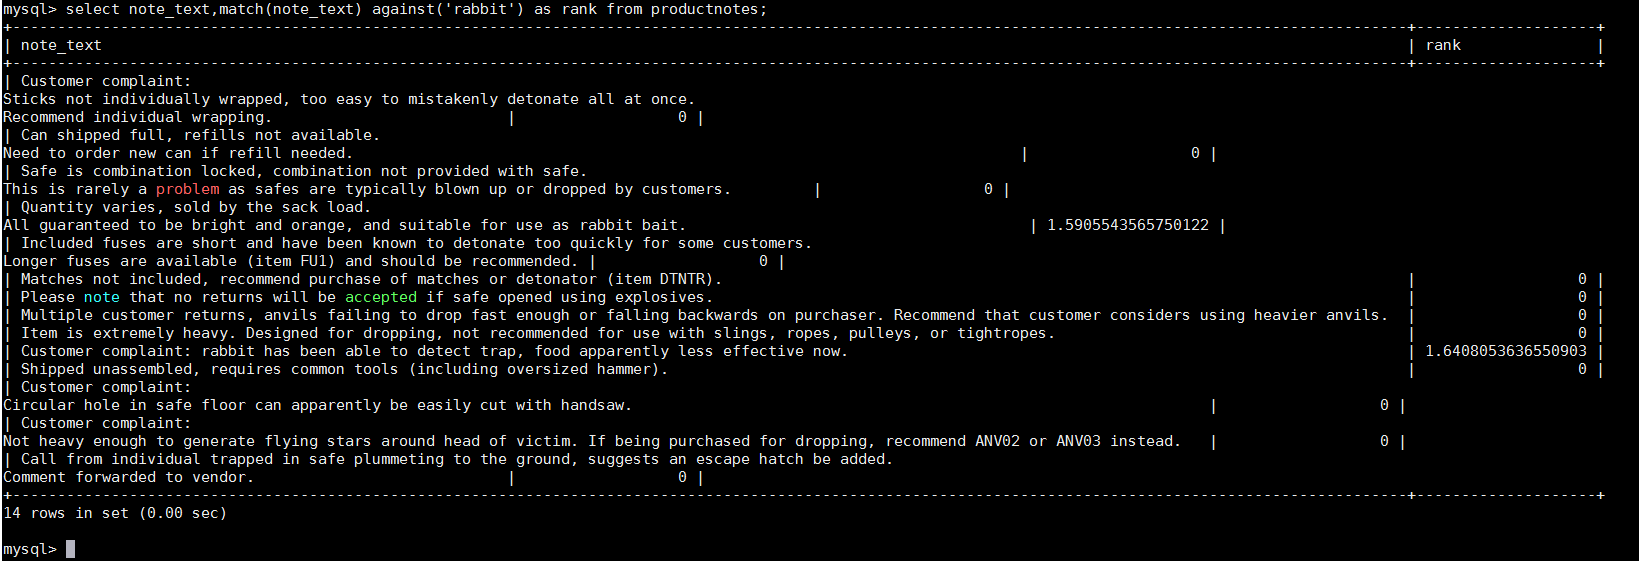 mysql> select note_text,match(note_text) against('rabbit') as rank from productnotes;
+-----------------------------------------------------------------------------------------------------------------------------------------------------------+--------------------+
| note_text | rank |
+-----------------------------------------------------------------------------------------------------------------------------------------------------------+--------------------+
| Customer complaint:
Sticks not individually wrapped, too easy to mistakenly detonate all at once.
Recommend individual wrapping. | 0 |
| Can shipped full, refills not available.
Need to order new can if refill needed. | 0 |
| Safe is combination locked, combination not provided with safe.
This is rarely a problem as safes are typically blown up or dropped by customers. | 0 |
| Quantity varies, sold by the sack load.
All guaranteed to be bright and orange, and suitable for use as rabbit bait. | 1.5905543565750122 |
| Included fuses are short and have been known to detonate too quickly for some customers.
Longer fuses are available (item FU1) and should be recommended. | 0 |
| Matches not included, recommend purchase of matches or detonator (item DTNTR). | 0 |
| Please note that no returns will be accepted if safe opened using explosives. | 0 |
| Multiple customer returns, anvils failing to drop fast enough or falling backwards on purchaser. Recommend that customer considers using heavier anvils. | 0 |
| Item is extremely heavy. Designed for dropping, not recommended for use with slings, ropes, pulleys, or tightropes. | 0 |
| Customer complaint: rabbit has been able to detect trap, food apparently less effective now. | 1.6408053636550903 |
| Shipped unassembled, requires common tools (including oversized hammer). | 0 |
| Customer complaint:
Circular hole in safe floor can apparently be easily cut with handsaw. | 0 |
| Customer complaint:
Not heavy enough to generate flying stars around head of victim. If being purchased for dropping, recommend ANV02 or ANV03 instead. | 0 |
| Call from individual trapped in safe plummeting to the ground, suggests an escape hatch be added.
Comment forwarded to vendor. | 0 |
+-----------------------------------------------------------------------------------------------------------------------------------------------------------+--------------------+
14 rows in set (0.00 sec)
mysql>